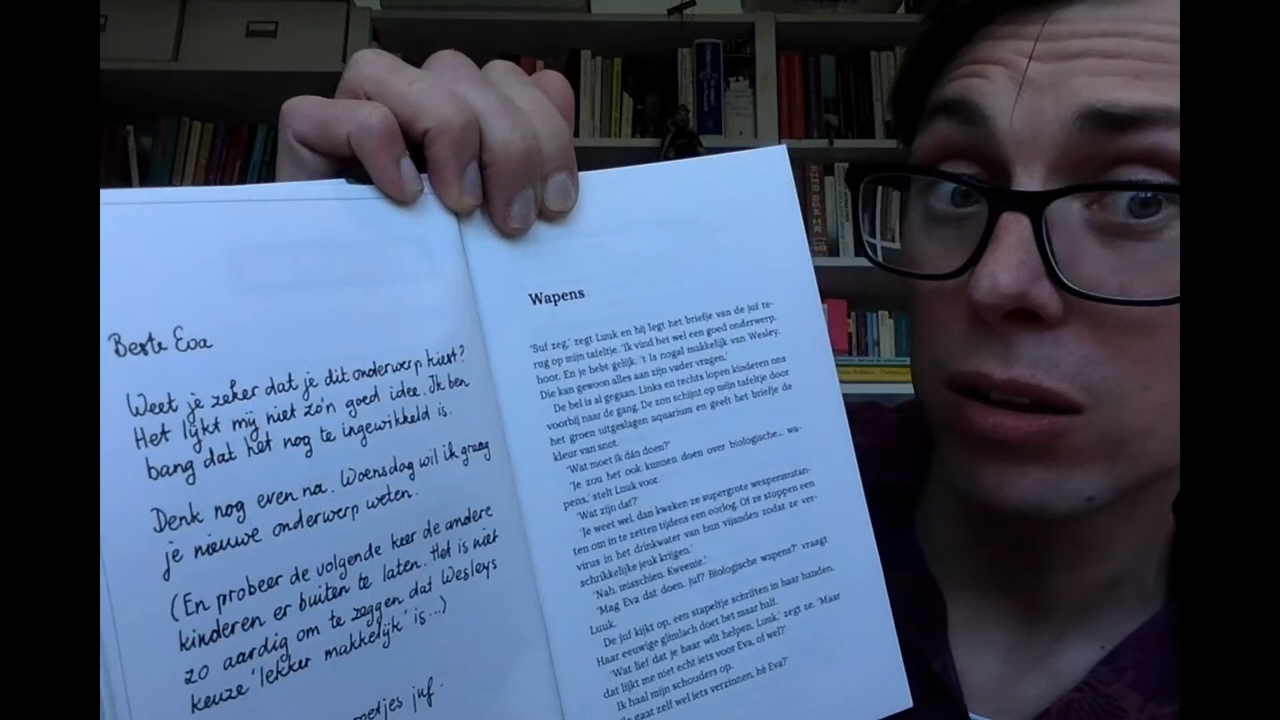 Beste Eva
Weet je zeker dat je dit onderwerp kiest?
Het lijkt mij niet zo'n goed idee. Ik ben
bang dat het nog te ingewikkeld is.
Denk nog even na. Woensdag wil ik graag
je nieuwe onderwerp weten.
(En probeer de volgende keer de andere
kinderen er buiten te laten. Het is niet
zo aardig om te zeggen dat Wesleys
keuze 'lekker makkelijk' is...)
juf.
Wapens
'Suf zeg,' zegt Luuk en hij legt het briefje van de juf te-
rug op mijn tafeltje. 'Ik vind het wel een goed onderwerp,
hoor. En je hebt gelijk, 't Is nogal makkelijk van Wesley.
Die kan gewoon alles aan zijn vader vragen.'
De bel is al gegaan. Links en rechts lopen kinderen ons
voorbij naar de gang. De zon schijnt op mijn tafeltje door
het groen uitgeslagen aquarium en geeft het briefje de
kleur van snot.
'Wat moet ik dán doen?'
'Je zou het ook kunnen doen over biologische... wa-
pens,' stelt Luuk voor.
'Wat zijn dat?'
'Je weet wel, dan kweken ze supergrote wespenmutan-
ten om in te zetten tijdens een oorlog. Of ze stoppen een
virus in het drinkwater van hun vijanden zodat ze ver-
schrikkelijke jeuk krijgen.'
'Nah, misschien. Kweenie.'
'Mag Eva dat doen, juf? Biologische wapens?' vraagt
Luuk.
De juf kijkt op, een stapeltje schriften in haar handen.
Haar eeuwige glimlach doet het maar half.
'Wat lief dat je haar wilt helpen, Luuk,' zegt ze. 'Maar
dat lijkt me niet echt iets voor Eva, of wel?'
Ik haal mijn schouders op.
gaat zelf wel iets verzinnen, hè Eva?'